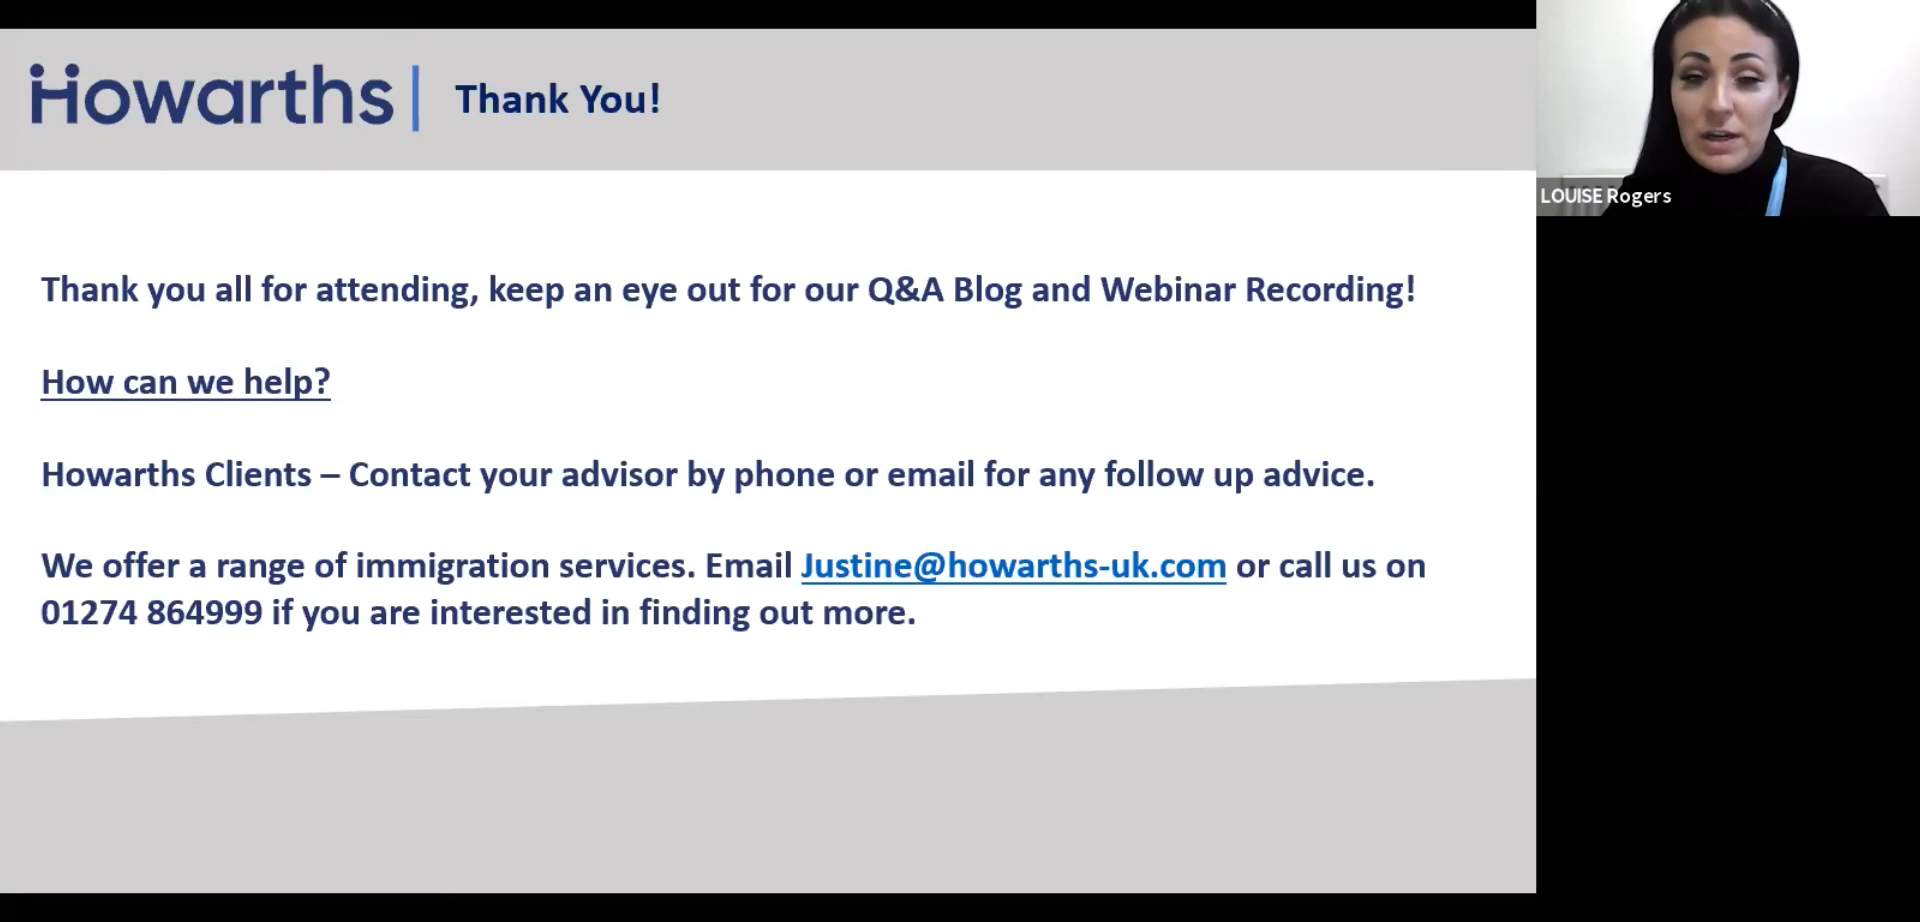 Howarths
Thank You!
LOUISE Rogers
Thank you all for attending, keep an eye out for our Q&A Blog and Webinar Recording!
How can we help?
Howarths Clients – Contact your advisor by phone or email for any follow up advice.
We offer a range of immigration services. Email Justine@howarths-uk.com or call us on
01274 864999 if you are interested in finding out more.